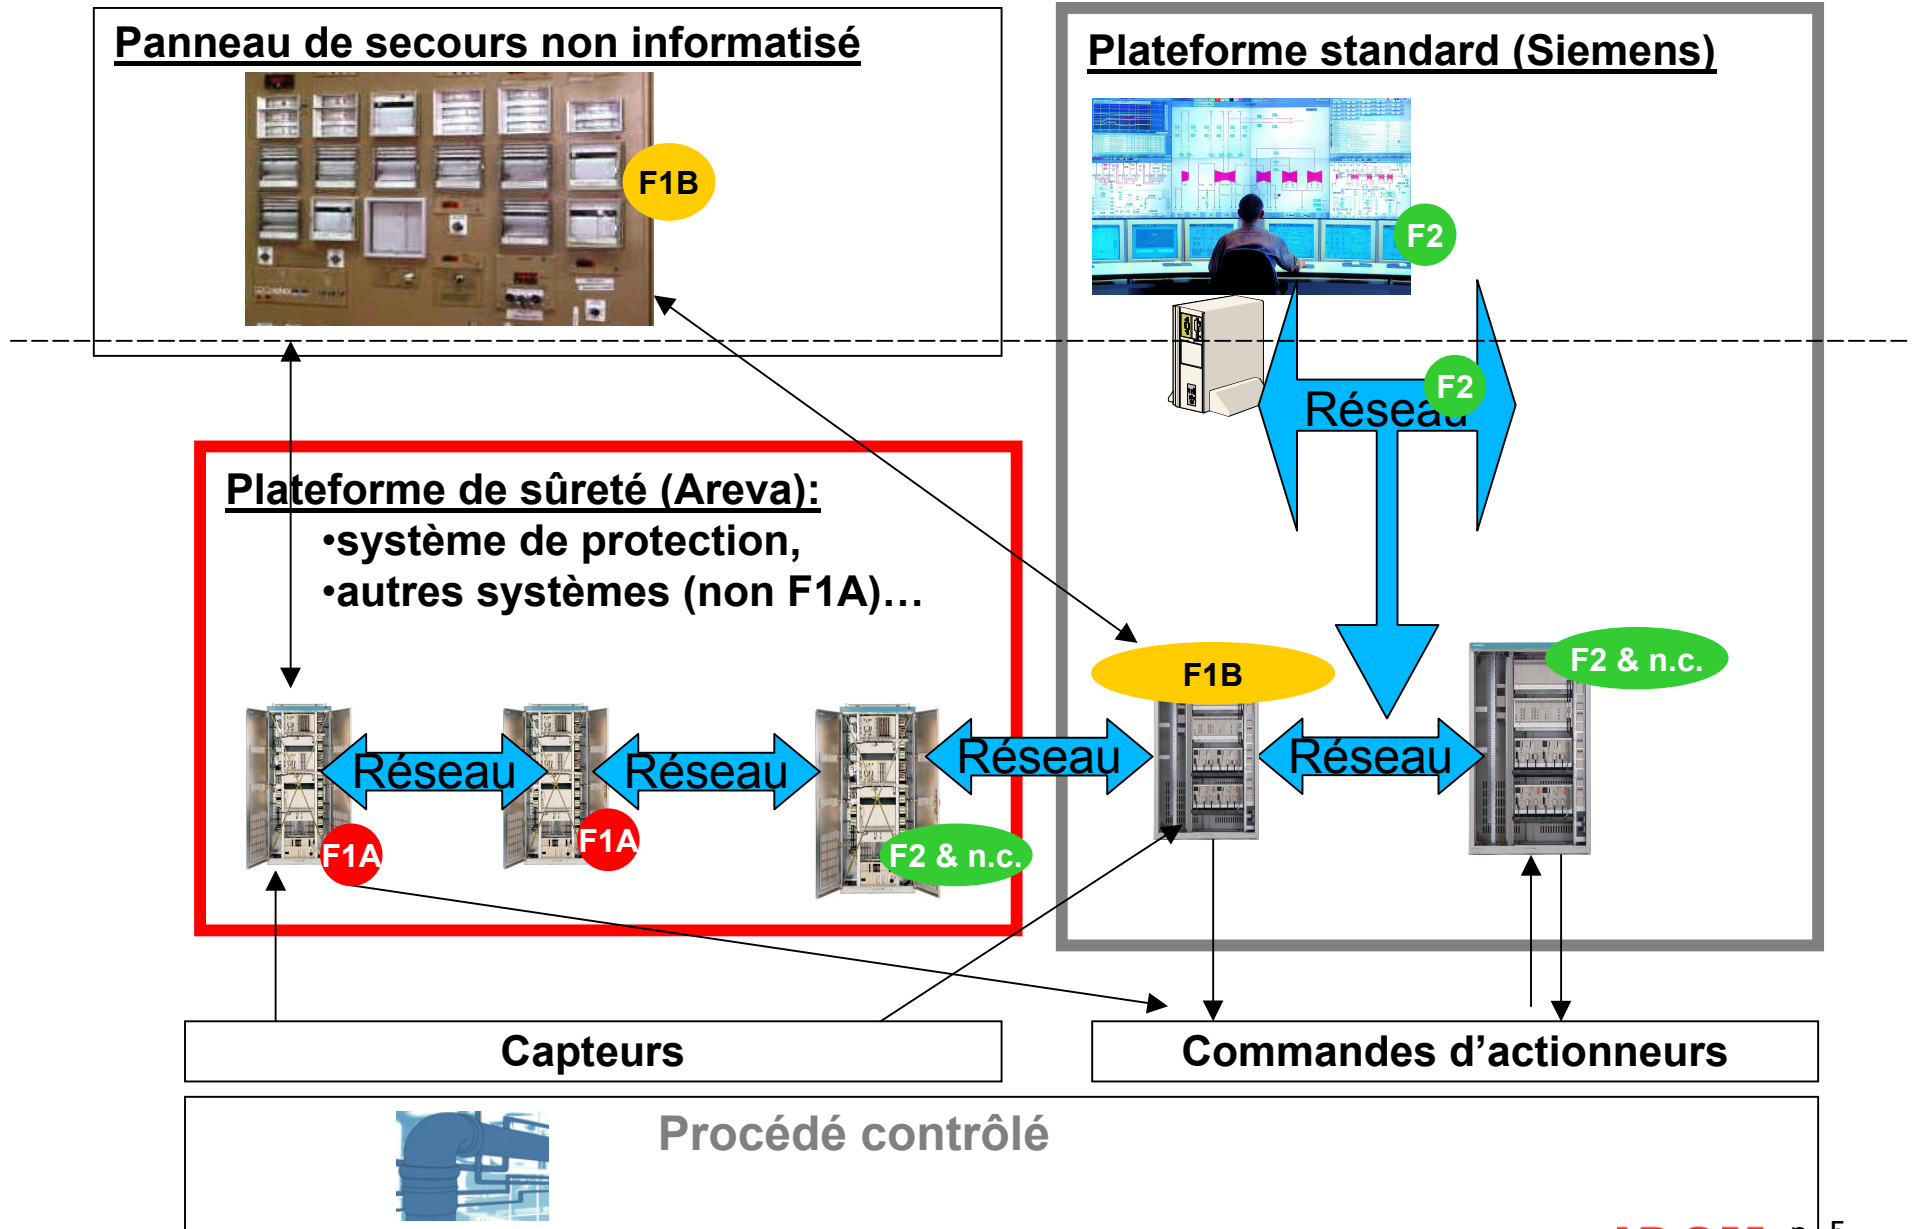 Panneau de secours non informatisé
F1B
Plateforme standard (Siemens)
F2
Réseau
F2
Plateforme de sûreté (Areva):
•système de protection,
•autres systèmes (non F1A)…
F1B
F2 & n.c.
Réseau
Réseau
Réseau
Réseau
F1A
F1A
F2 & n.c.
Capteurs
Commandes d’actionneurs
Procédé contrôlé